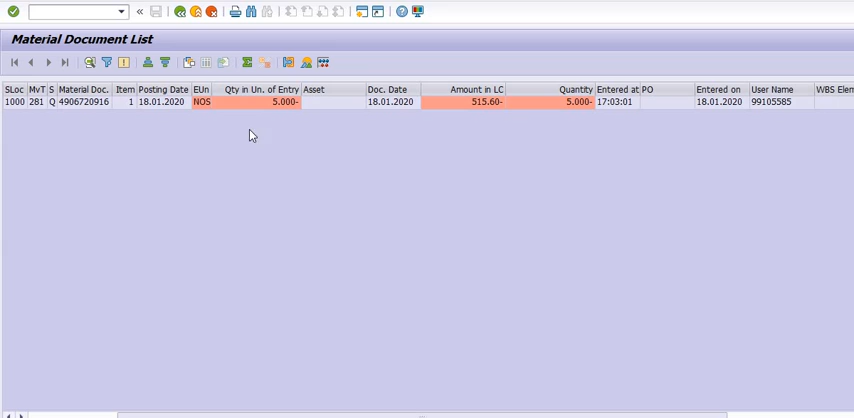 Material Document List
SLoc MvT S Material Doc. Item Posting Date EUn Qty in Un. of Entry Asset Doc. Date Amount in LC Quantity Entered at PO Entered on User Name WBS Elem
1000 281 Q 4906720916 1 18.01.2020 NOS 5.000- 18.01.2020 515.60- 5.000- 17:03:01 18.01.2020 99105585